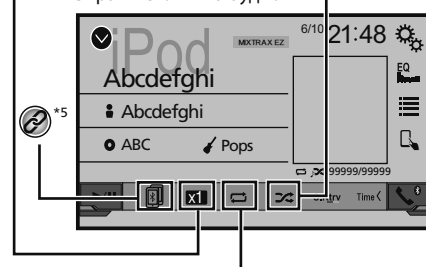 iPod
MIXTRAX EZ
6/10 21:48
EQ
Abcdefghi
*5
Abcdefghi
ABC
Pops
99999/99999
x1
Time